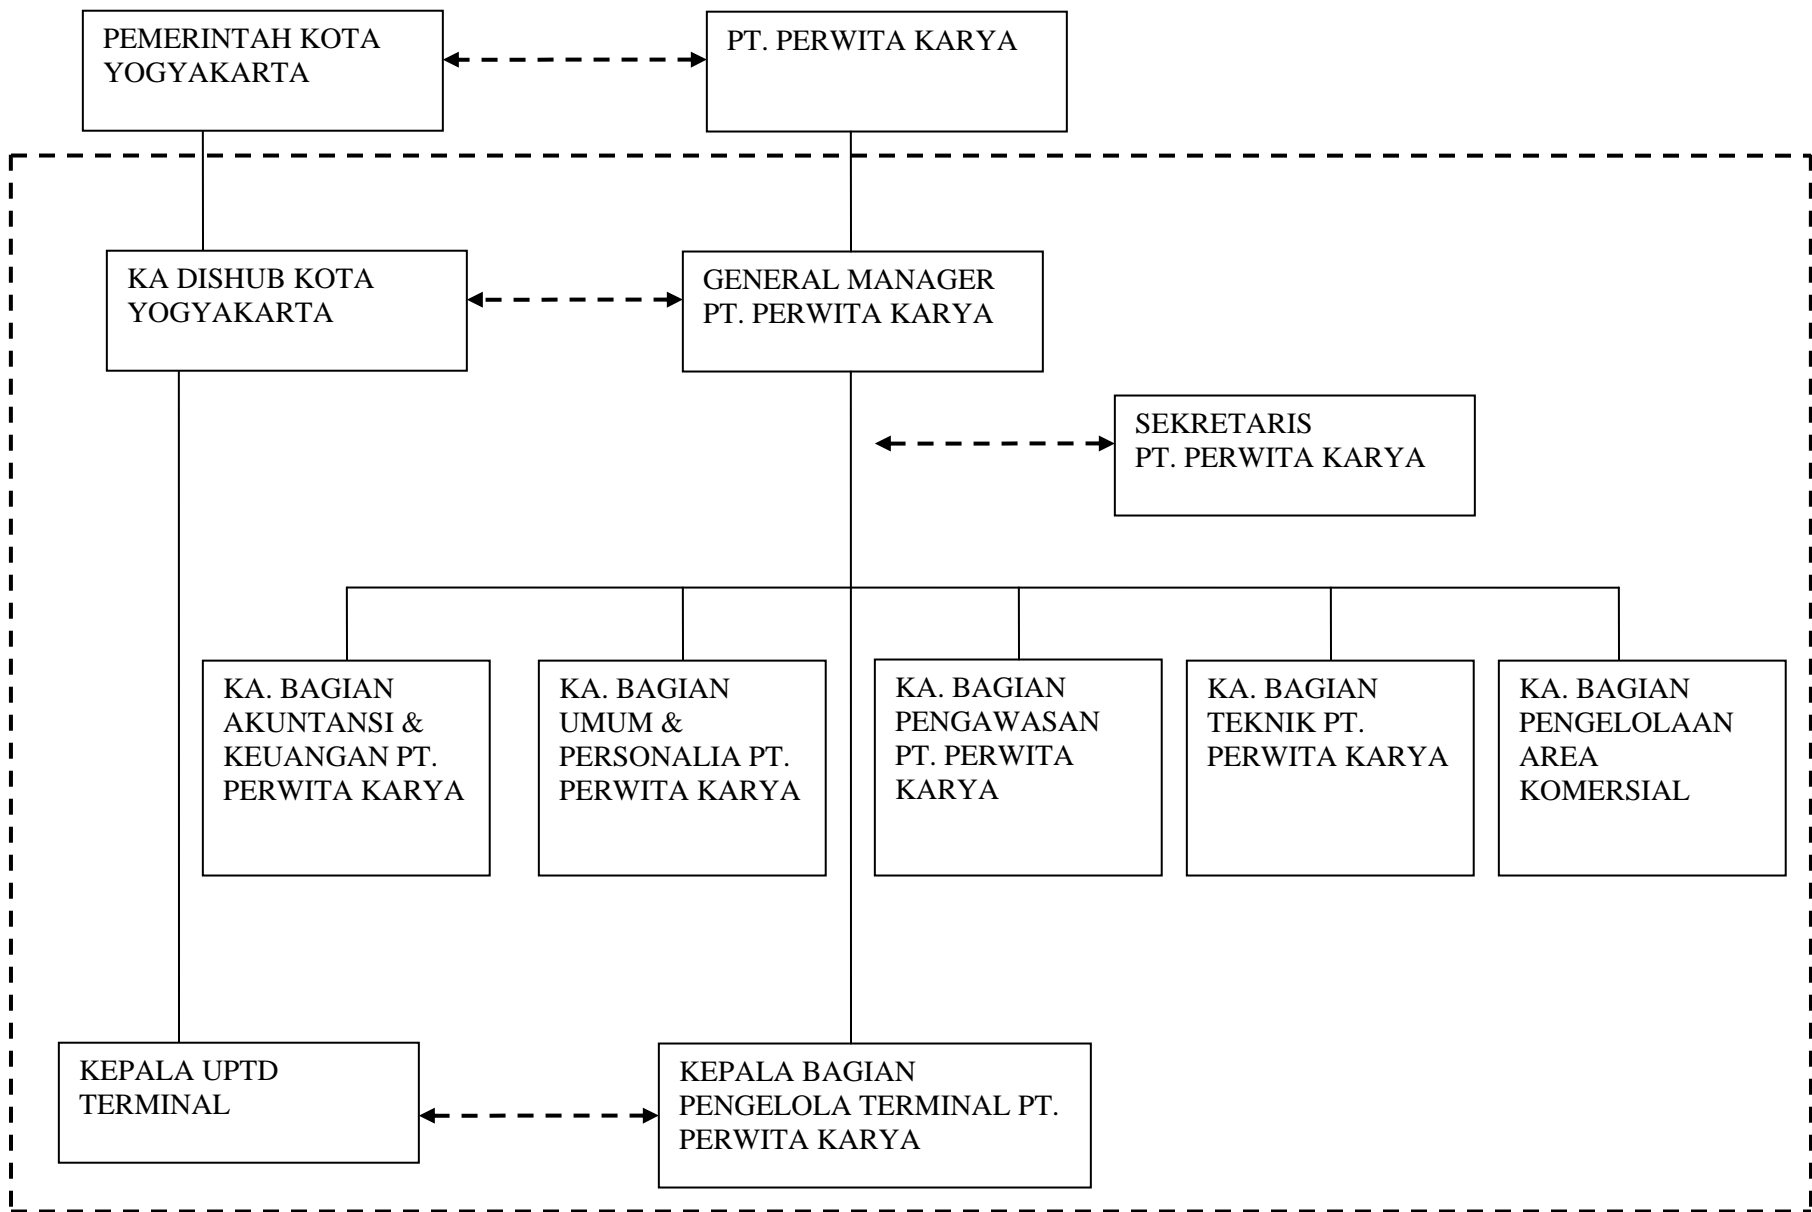 PEMERINTAH KOTA
YOGYAKARTA
PT. PERWITA KARYA
KA DISHUB KOTA
YOGYAKARTA
GENERAL MANAGER
PT. PERWITA KARYA
SEKRETARIS
PT. PERWITA KARYA
KA. BAGIAN
AKUNTANSI &
KEUANGAN PT.
PERWITA KARYA
KA. BAGIAN
UMUM &
PERSONALIA PT.
PERWITA KARYA
KA. BAGIAN
PENGAWASAN
PT. PERWITA
KARYA
KA. BAGIAN
TEKNIK PT.
PERWITA KARYA
KA. BAGIAN
PENGELOLAAN
AREA
KOMERSIAL
KEPALA UPTD
TERMINAL
KEPALA BAGIAN
PENGELOLA TERMINAL PT.
PERWITA KARYA